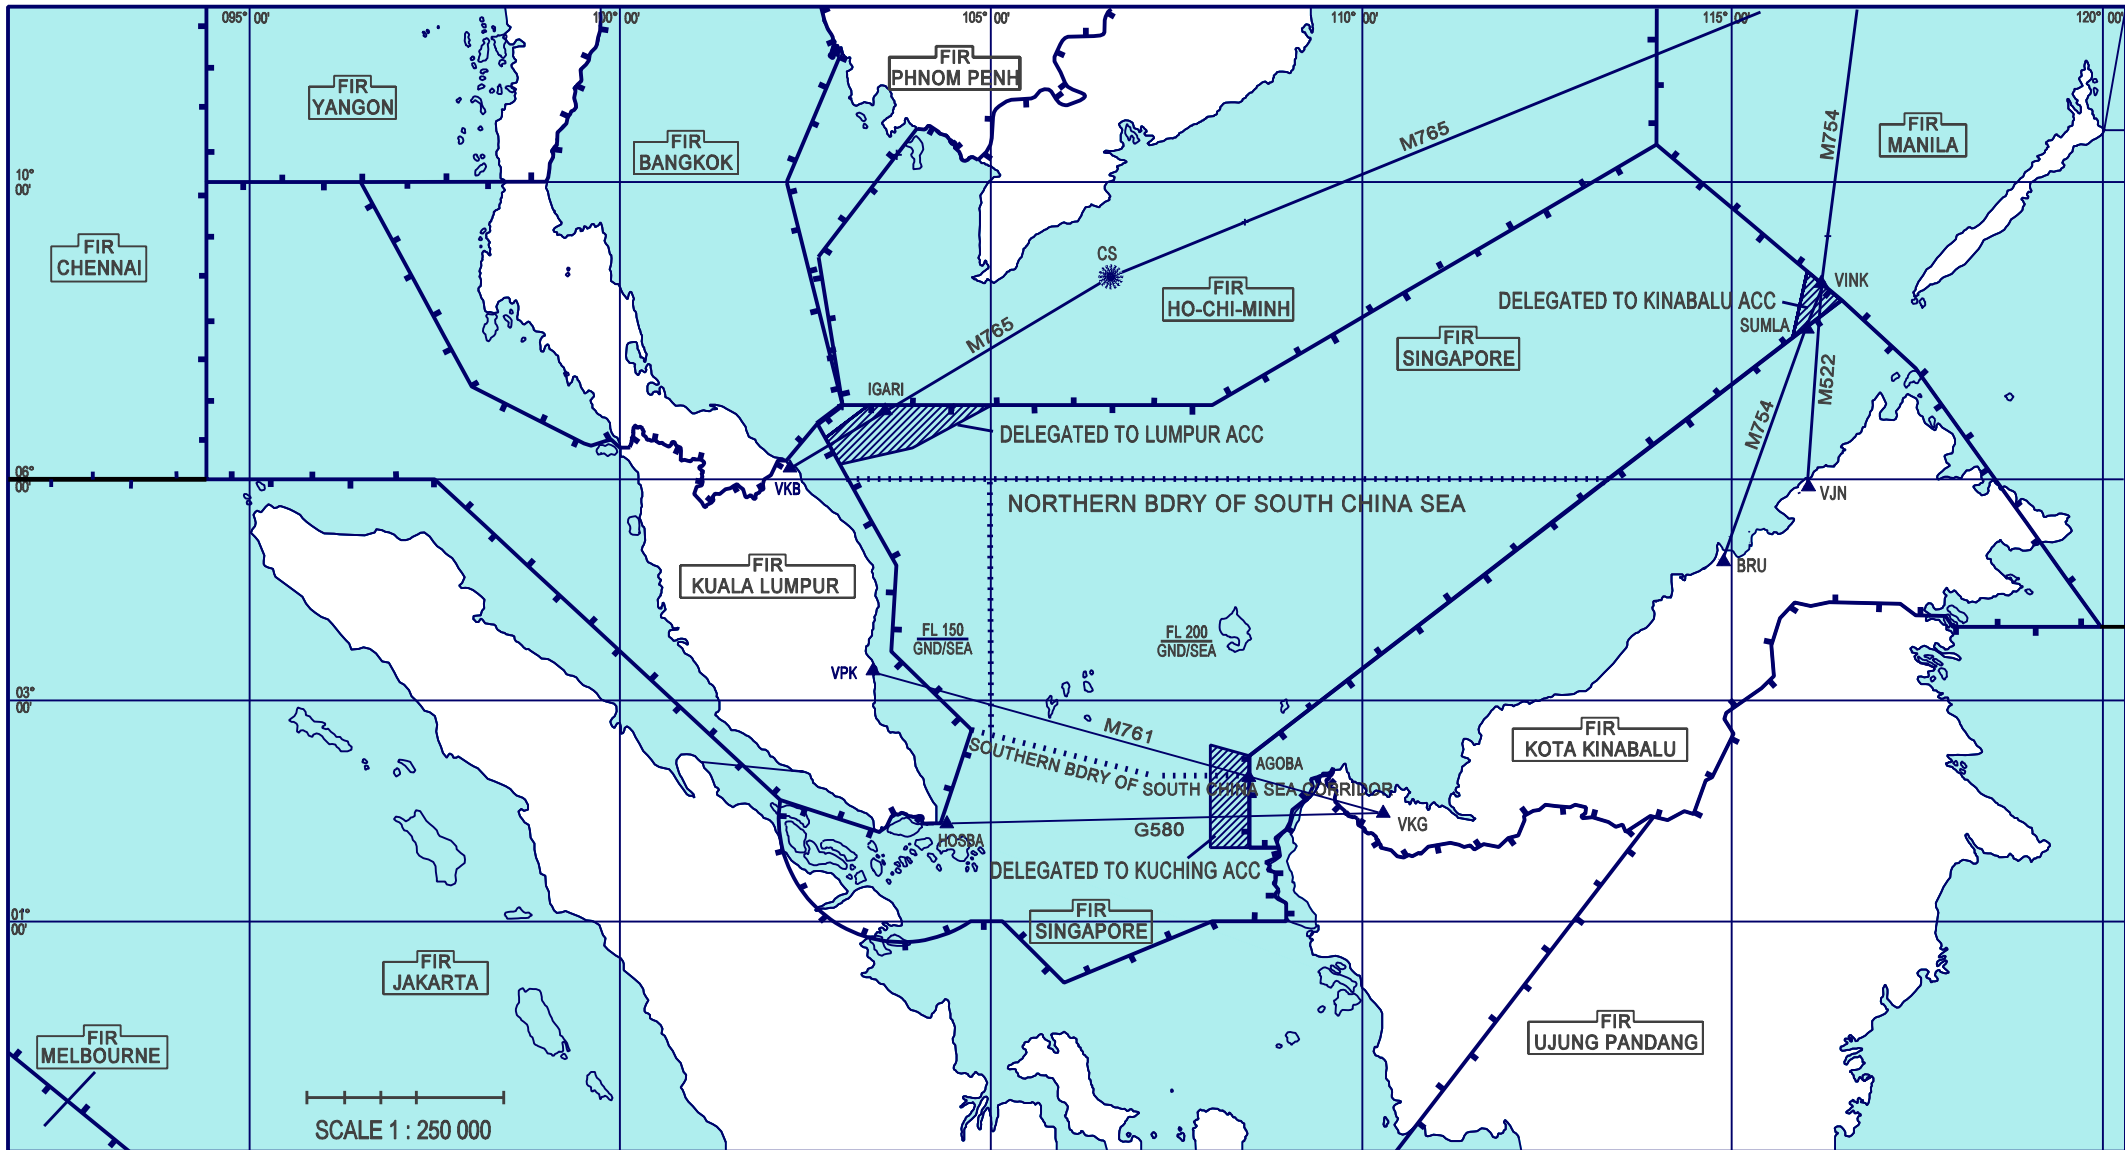 095° 00'
100° 00'
105° 00'
110° 00'
115° 00'
120° 00'
FIR
YANGON
FIR
BANGKOK
FIR
PHNOM PENH
M765
M754
FIR
MANILA
10°
00'
FIR
CHENNAI
CS
FIR
HO-CHI-MINH
M765
DELEGATED TO KINABALU ACC
VINK
SUMLA
FIR
SINGAPORE
IGARI
M522
M754
DELEGATED TO LUMPUR ACC
06°
00'
VKB
NORTHERN BDRY OF SOUTH CHINA SEA
VJN
BRU
FIR
KUALA LUMPUR
FL 150
GND/SEA
FL 200
GND/SEA
VPK
03°
00'
M761
SOUTHERN BDRY OF SOUTH CHINA SEA CORRIDOR
AGOBA
FIR
KOTA KINABALU
HOSBA
G580
VKG
DELEGATED TO KUCHING ACC
01°
00'
FIR
SINGAPORE
FIR
JAKARTA
FIR
MELBOURNE
FIR
UJUNG PANDANG
SCALE 1 : 250 000